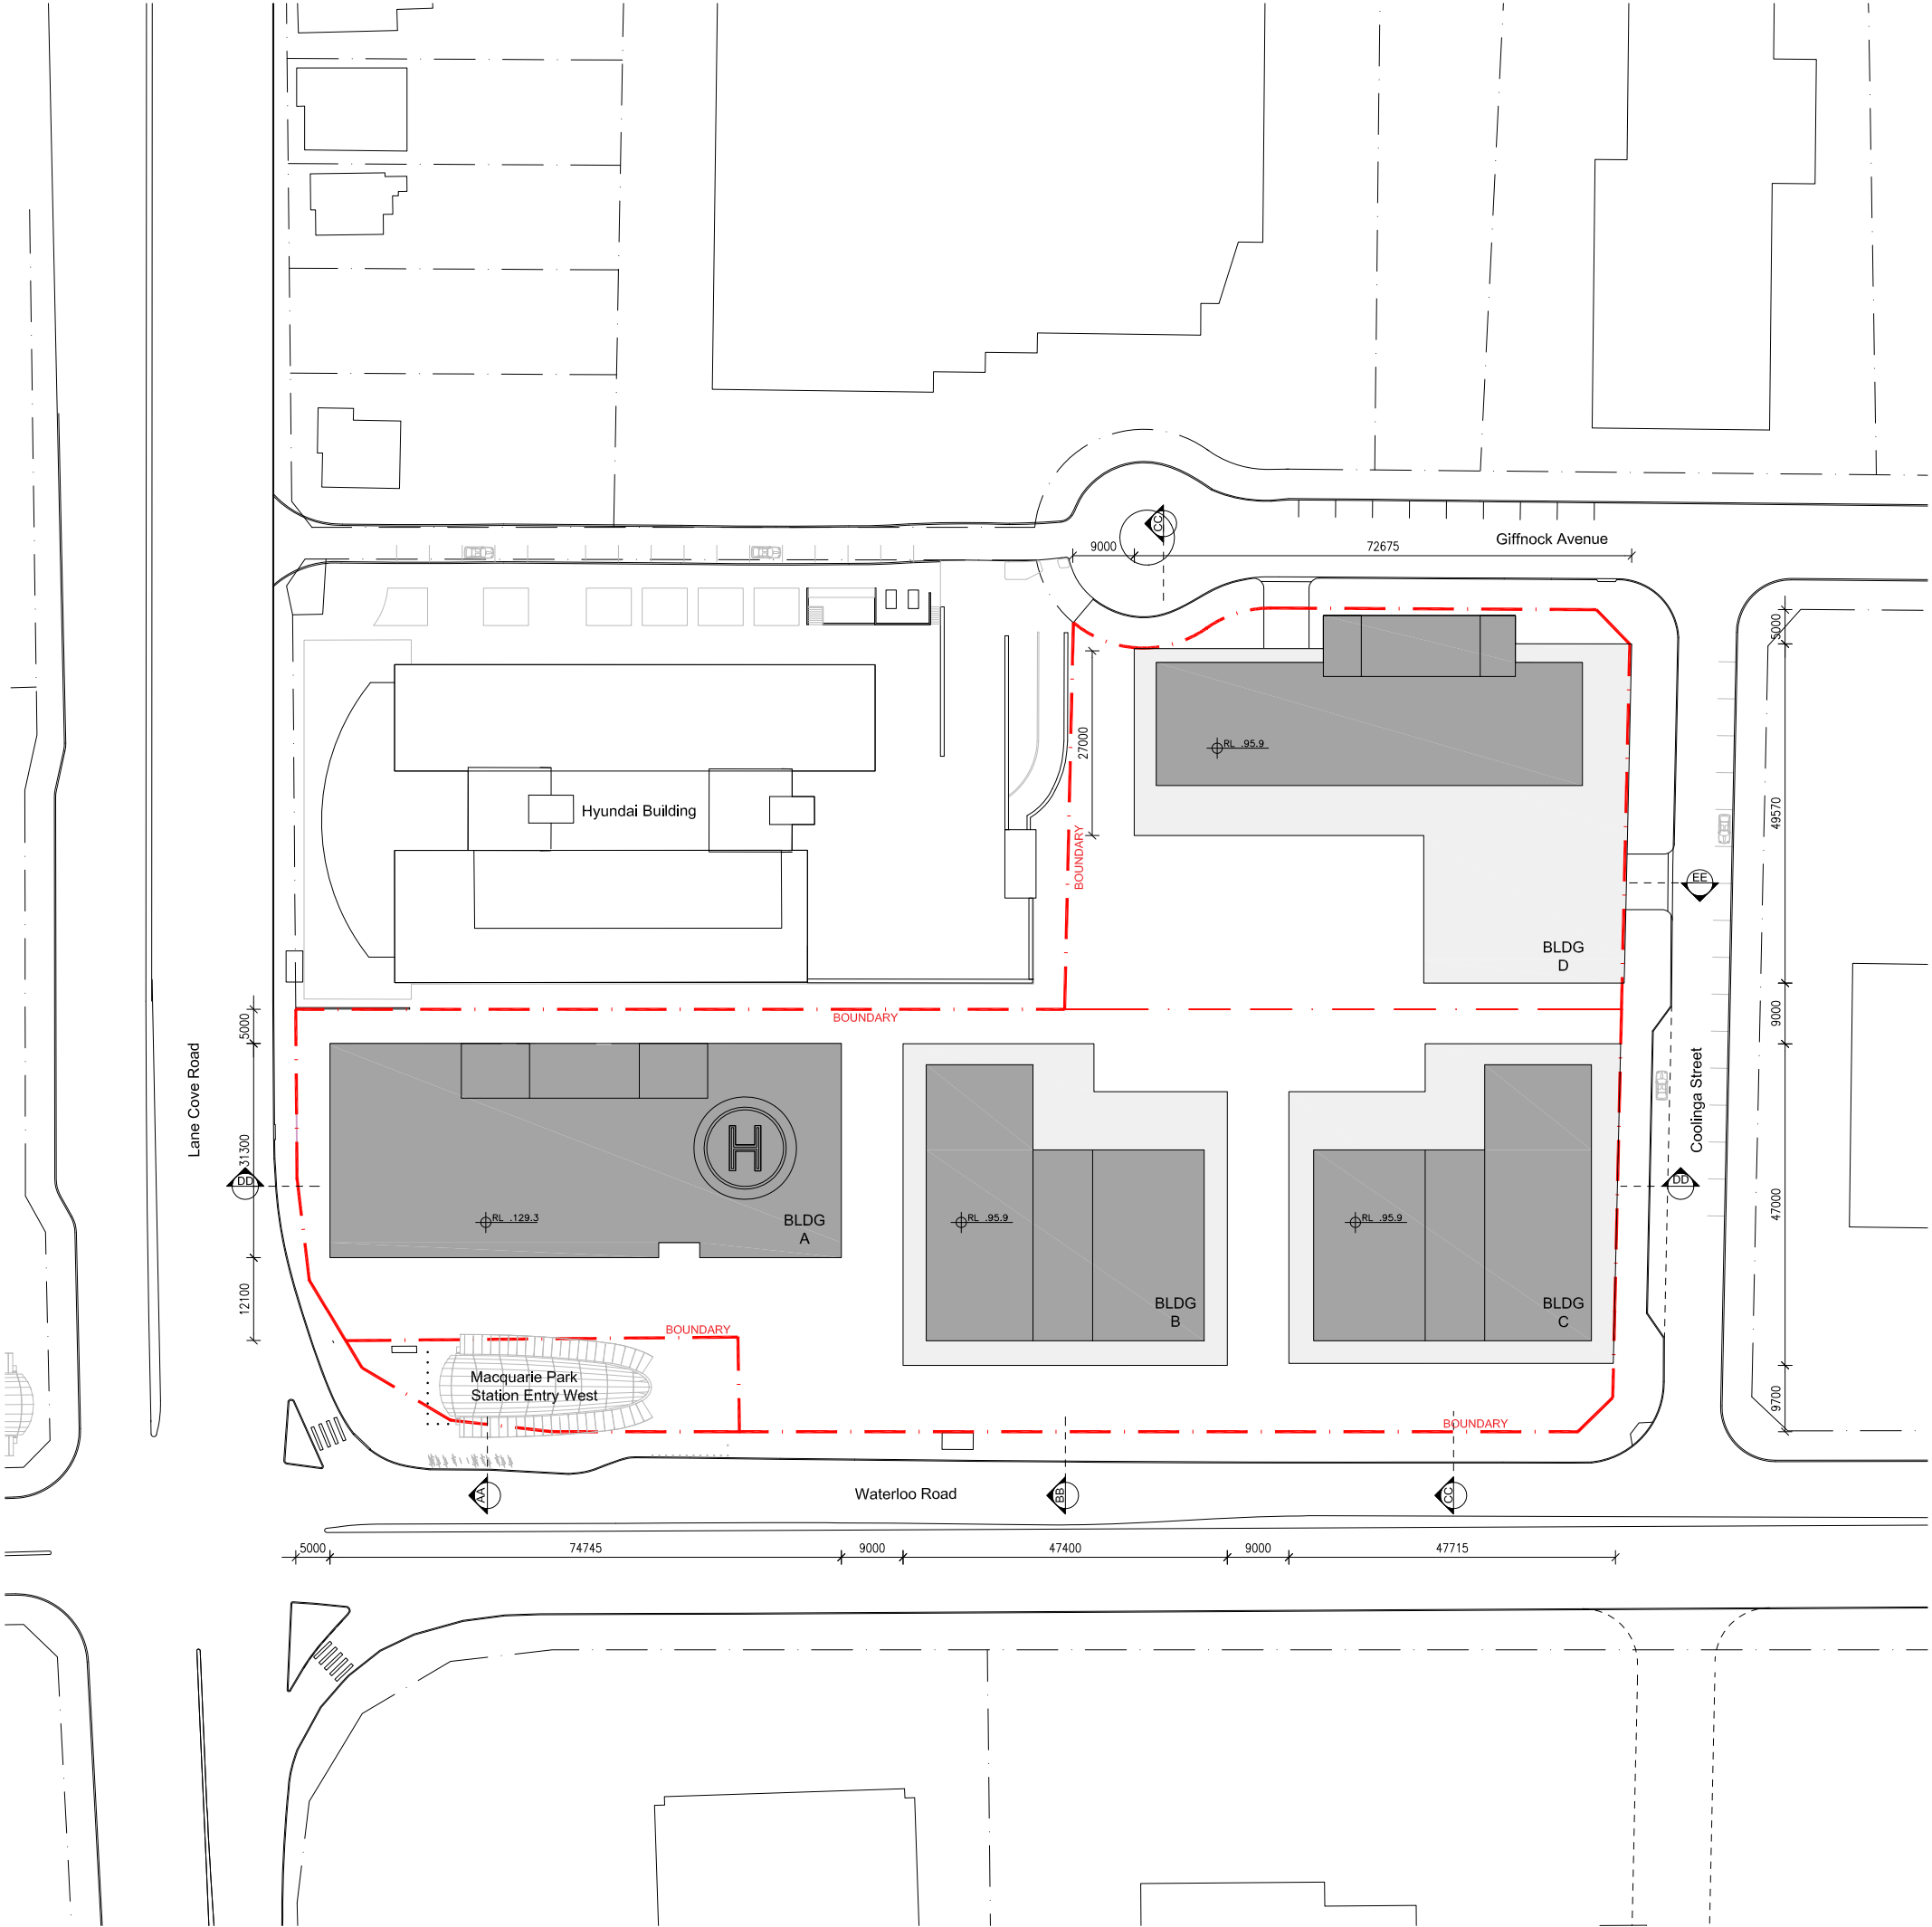 CC
Giffnock Avenue
9000
72675
5000
RL .95.9
27000
Hyundai Building
49570
BOUNDARY
EE
BLDG
D
5000
BOUNDARY
9000
Lane Cove Road
Coolinga Street
31300
H
DD
DD
47000
RL .129.3
BLDG
A
RL .95.9
RL .95.9
12100
BLDG
B
BLDG
C
BOUNDARY
Macquarie Park
Station Entry West
9700
BOUNDARY
AA
Waterloo Road
BB
CC
5000
74745
9000
47400
9000
47715